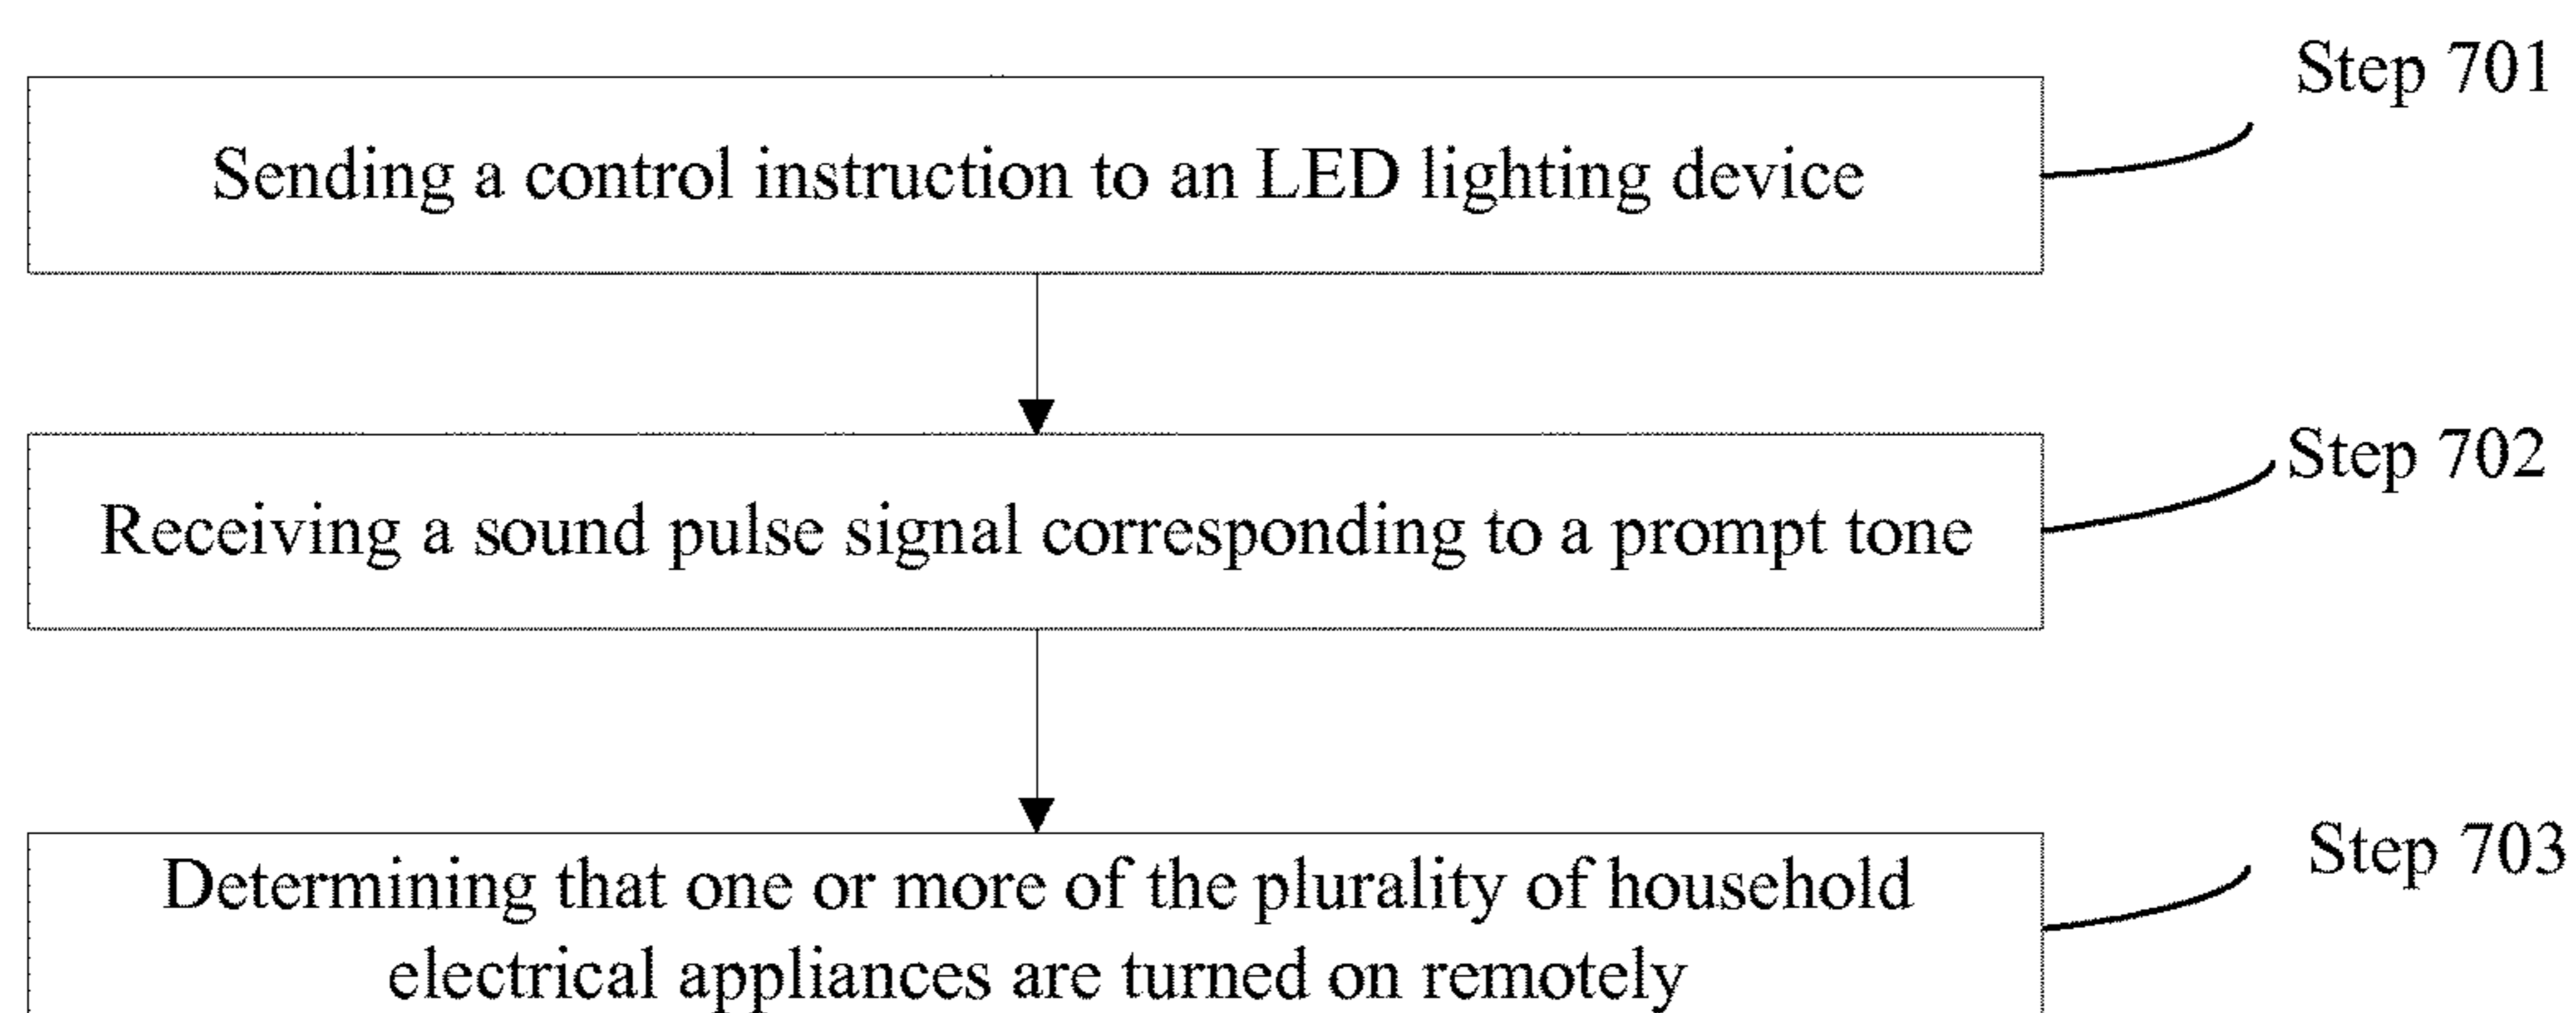 Step 701
Sending a control instruction to an LED lighting device
Step 702
Receiving a sound pulse signal corresponding to a prompt tone
Step 703
Determining that one or more of the plurality of household
electrical appliances are turned on remotely